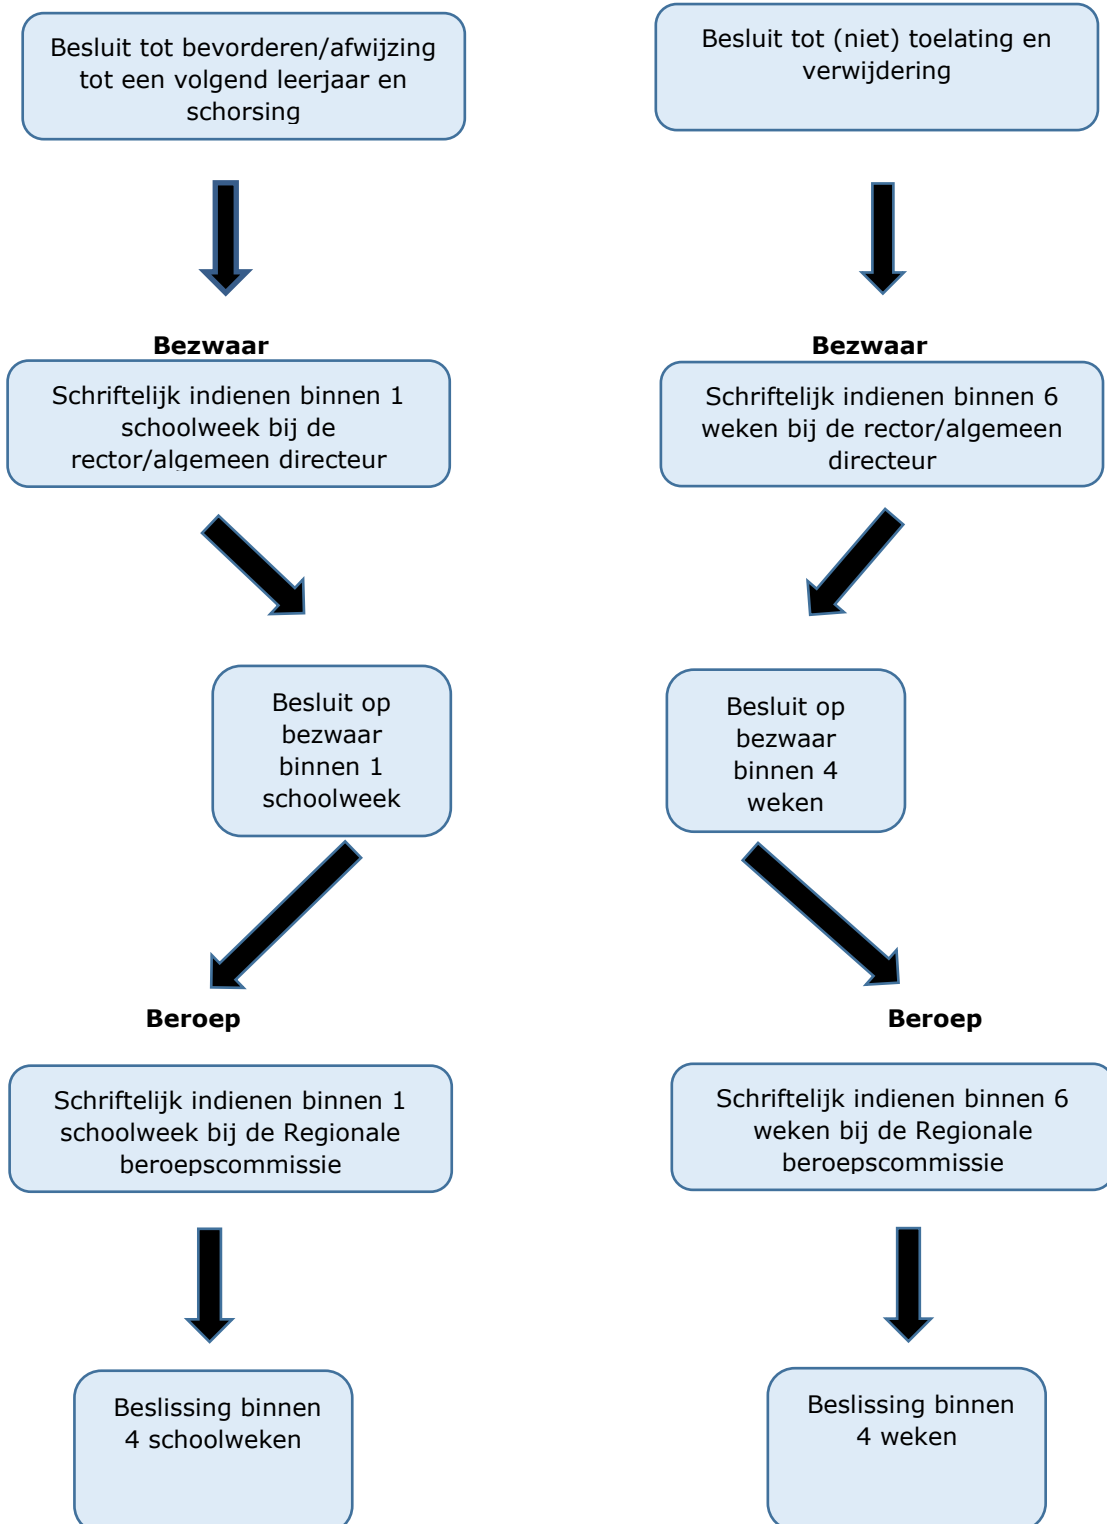 Besluit tot bevorderen/afwijzing
tot een volgend leerjaar en
schorsing
Besluit tot (niet) toelating en
verwijdering
Bezwaar
Schriftelijk indienen binnen 1
schoolweek bij de
rector/algemeen directeur
Bezwaar
Schriftelijk indienen binnen 6
weken bij de rector/algemeen
directeur
Besluit op
bezwaar
binnen 1
schoolweek
Besluit op
bezwaar
binnen 4
weken
Beroep
Schriftelijk indienen binnen 1
schoolweek bij de Regionale
beroepscommissie
Beroep
Schriftelijk indienen binnen 6
weken bij de Regionale
beroepscommissie
Beslissing binnen
4 schoolweken
Beslissing binnen
4 weken